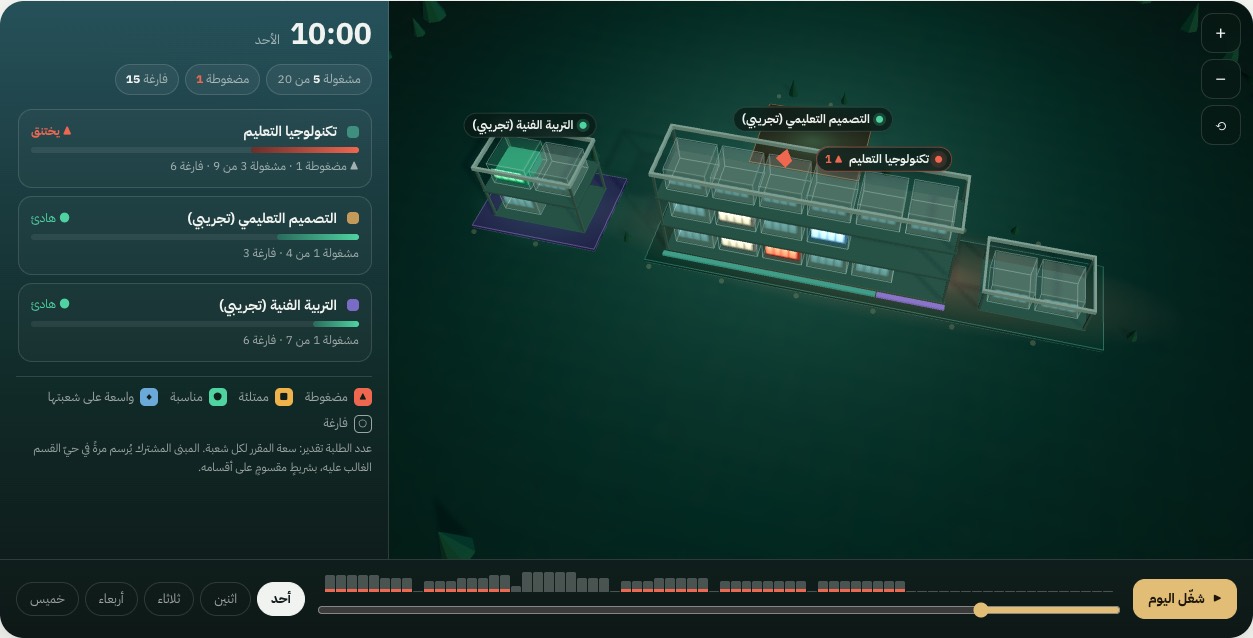 10:00 الأحد
مشغولة 5 من 20
مضغوطة 1
فارغة 15
تكنولوجيا التعليم
▲ يختنق
▲ مضغوطة 1 · مشغولة 3 من 9 · فارغة 6
التصميم التعليمي (تجريبي)
هادئ
مشغولة 1 من 4 · فارغة 3
التربية الفنية (تجريبي)
هادئ
مشغولة 1 من 7 · فارغة 6
مضغوطة
ممتلئة
مناسبة
واسعة على شعبتها
فارغة
عدد الطلبة تقدير: سعة المقرر لكل شعبة. المبنى المشترك يُرسم مرةً في حيّ القسم
الغالب عليه، بشريطٍ مقسومٍ على أقسامه.
التربية الفنية (تجريبي)
التصميم التعليمي (تجريبي)
تكنولوجيا التعليم ▲ 1
+
−
⟲
► شغّل اليوم
أحد
اثنين
ثلاثاء
أربعاء
خميس